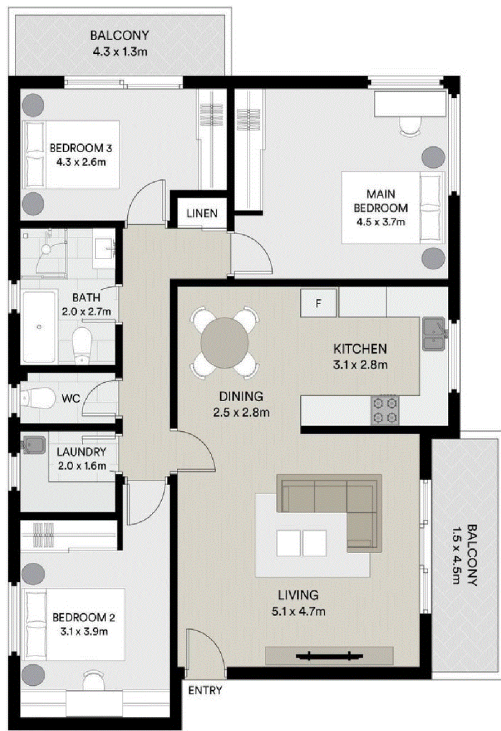 BALCONY
4.3 x 1.3m
BEDROOM 3
4.3 x 2.6m
LINEN
MAIN
BEDROOM
4.5 x 3.7m
BATH
2.0 x 2.7m
F
KITCHEN
3.1 x 2.8m
DINING
2.5 x 2.8m
WC
LAUNDRY
2.0 x 1.6m
BALCONY
1.5 x 4.5m
LIVING
5.1 x 4.7m
BEDROOM 2
3.1 x 3.9m
ENTRY